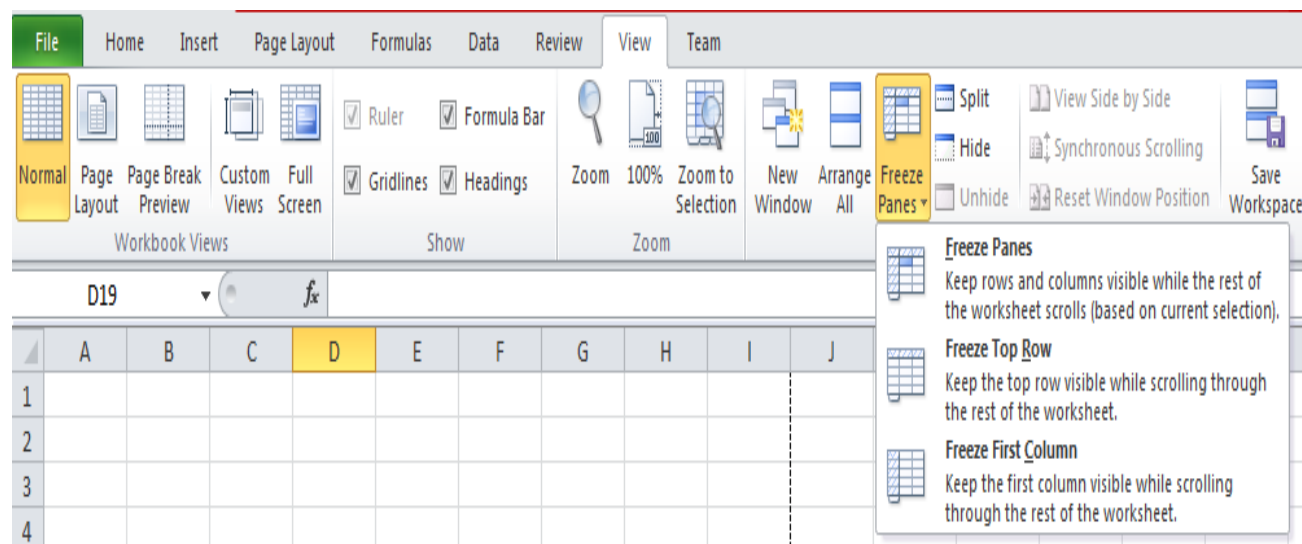 File Home Insert Page Layout Formulas Data Review View Team
Ruler Formula Bar
Gridlines Headings
Normal Page Layout Page Break Preview Custom Views Full Screen
Zoom 100% Zoom to Selection
New Window Arrange All Freeze Panes
Split
Hide
Unhide
View Side by Side
Synchronous Scrolling
Reset Window Position
Save Workspace
Workbook Views Show Zoom
Freeze Panes
Keep rows and columns visible while the rest of
the worksheet scrolls (based on current selection).
Freeze Top Row
Keep the top row visible while scrolling through
the rest of the worksheet.
Freeze First Column
Keep the first column visible while scrolling
through the rest of the worksheet.
D19 fx
A B C D E F G H I J
1
2
3
4